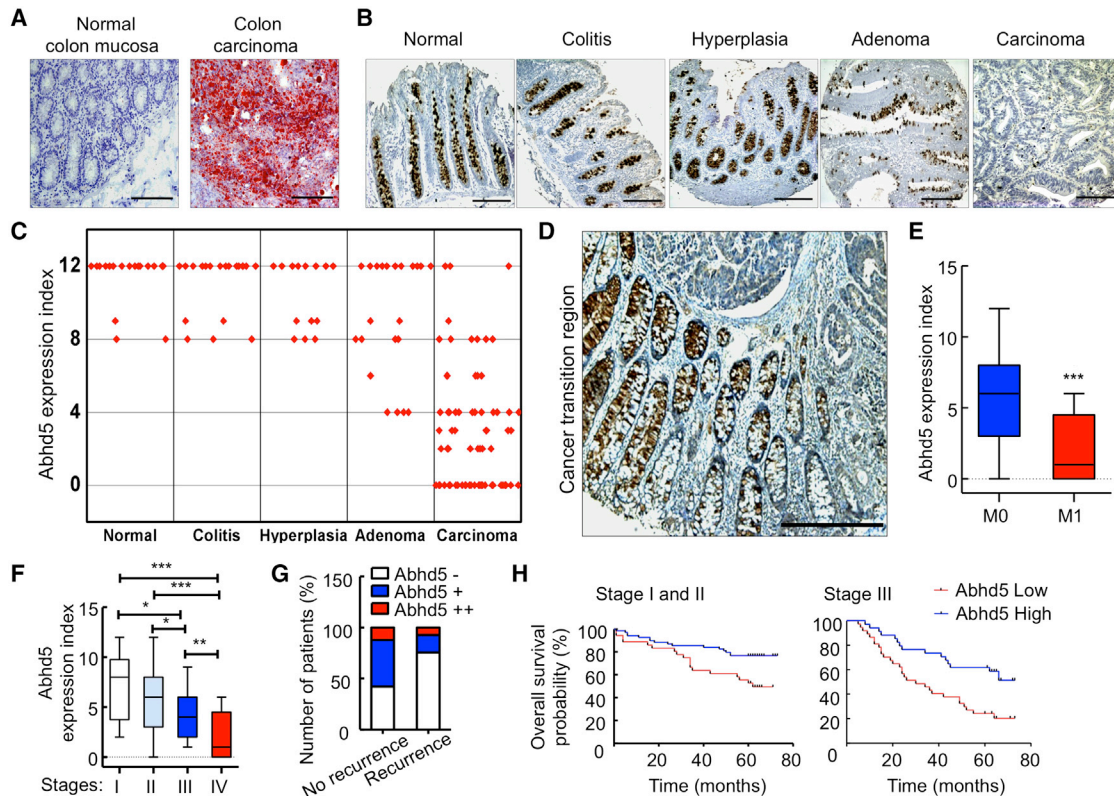 A
Normal
colon mucosa
Colon
carcinoma
B
Normal
Colitis
Hyperplasia
Adenoma
Carcinoma
C
Abhd5 expression index
12
8
4
0
Normal
Colitis
Hyperplasia
Adenoma
Carcinoma
D
Cancer transition region
E
Abhd5 expression index
15
10
5
0
***
M0
M1
F
Abhd5
expression index
15
10
5
0
***
***
*
*
**
Stages:
I
II
III
IV
G
Number of patients (%)
150
100
50
0
Abhd5 -
Abhd5 +
Abhd5 ++
No recurrence
Recurrence
H
Stage I and II
Stage III
Abhd5 Low
Abhd5 High
Overall survival
probability (%)
100
80
60
40
20
0
0
20
40
60
80
Time (months)
100
80
60
40
20
0
0
20
40
60
80
Time (months)